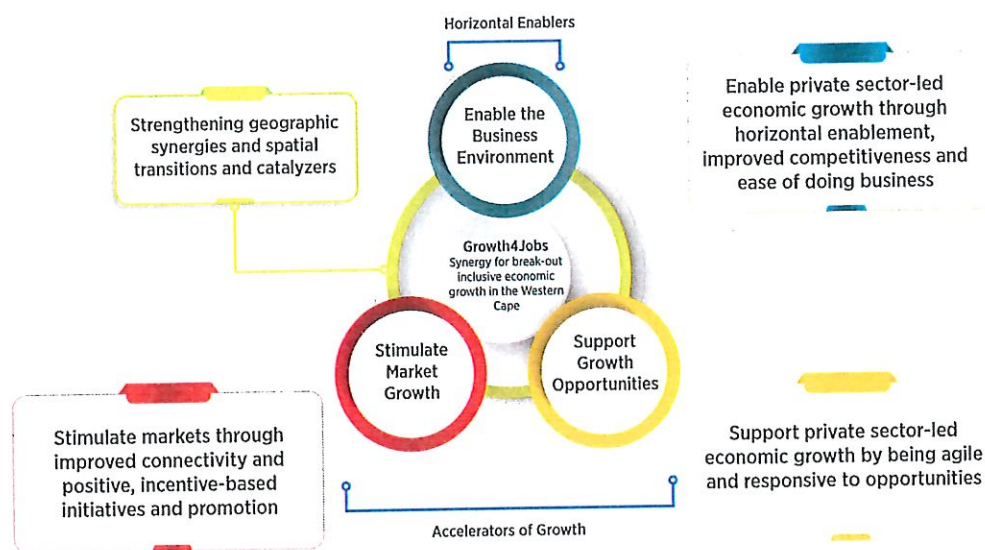 Horizontal Enablers
Strengthening geographic
synergies and spatial
transitions and catalyzers
Enable the
Business
Environment
Enable private sector-led
economic growth through
horizontal enablement,
improved competitiveness and
ease of doing business
Growth4Jobs
Synergy for break-out
inclusive economic
growth in the Western
Cape
Stimulate
Market
Growth
Support
Growth
Opportunities
Stimulate markets through
improved connectivity and
positive, incentive-based
initiatives and promotion
Support private sector-led
economic growth by being agile
and responsive to opportunities
Accelerators of Growth